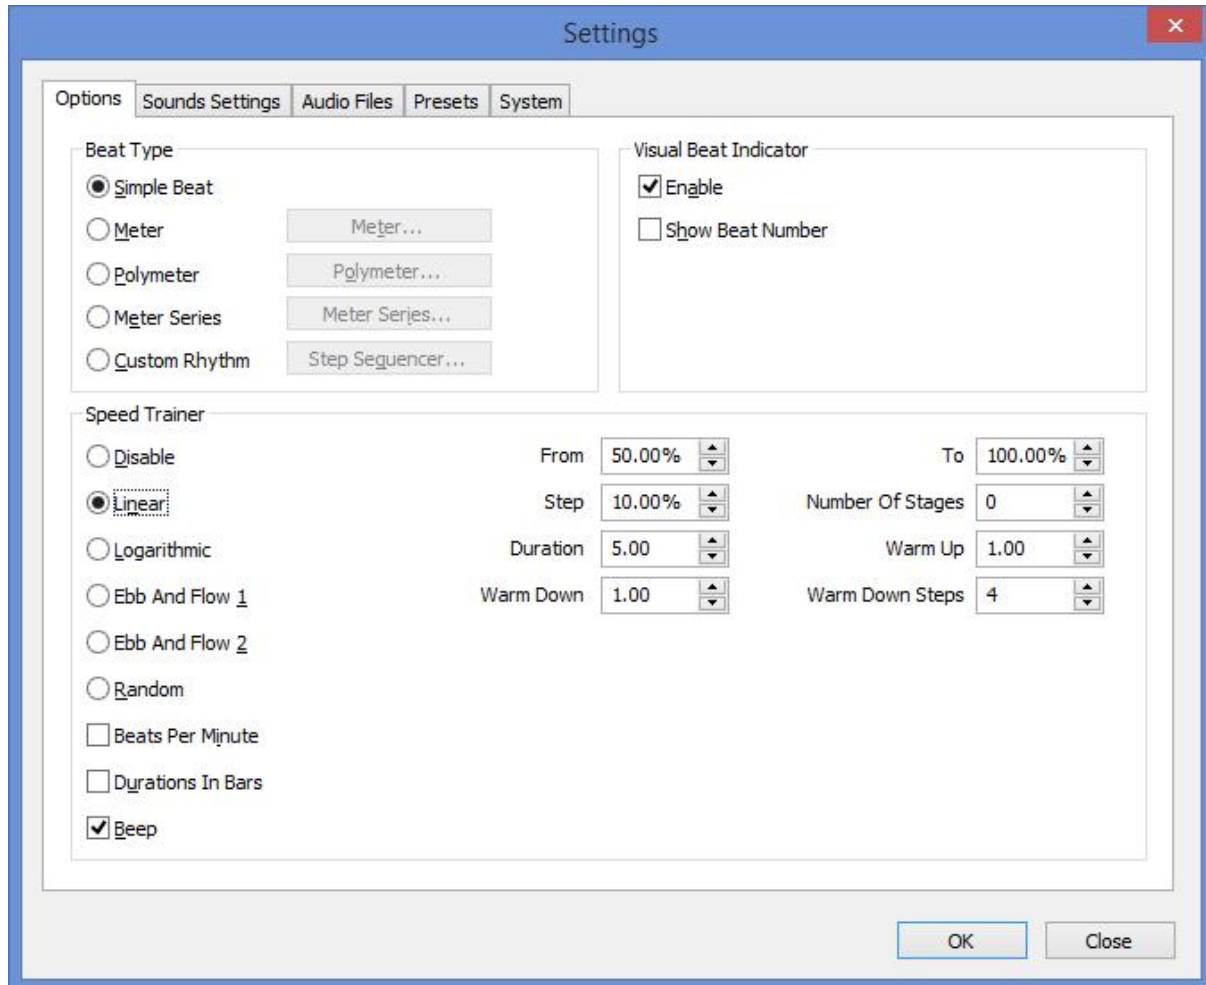 Settings
Options Sounds Settings Audio Files Presets System
Beat Type
Simple Beat
Meter Meter...
Polymeter Polymeter...
Meter Series Meter Series...
Custom Rhythm Step Sequencer...
Visual Beat Indicator
Enable
Show Beat Number
Speed Trainer
Disable From 50.00% To 100.00%
Linear Step 10.00% Number Of Stages 0
Logarithmic Duration 5.00 Warm Up 1.00
Ebb And Flow 1 Warm Down 1.00 Warm Down Steps 4
Ebb And Flow 2
Random
Beats Per Minute
Durations In Bars
Beep
OK Close